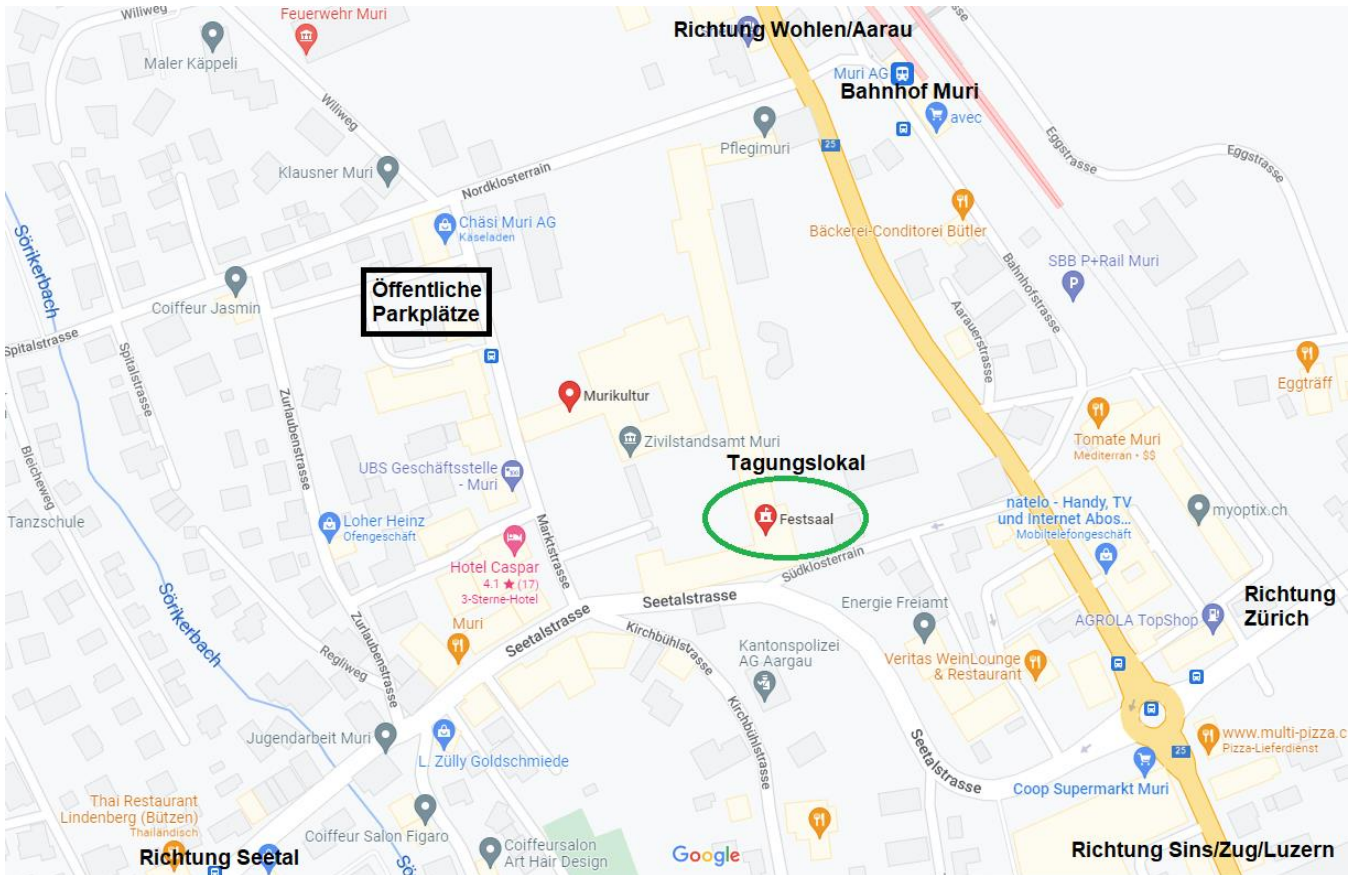 Wiliweg
Feuerwehr Muri
Maler Käppeli
Richtung Wohlen/Aarau
Muri AG
Bahnhof Muri
avec
Wiliweg
Pflegimuri
25
Eggstrasse
Eggstrasse
Klausner Muri
Nordklosterrain
Chäsi Muri AG
Käseladen
Bäckerei-Conditorei Bütler
Sörikerbach
Öffentliche
Parkplätze
Coiffeur Jasmin
SBB P+Rail Muri
Bahnhofstrasse
Aarauerstrasse
Spitalstrasse
Spitalstrasse
Eggträff
Murikultur
Zurlaubenstrasse
Zivilstandsamt Muri
Tomate Muri
Mediterran • $$
Bleicheweg
UBS Geschäftsstelle
- Muri
Tagungslokal
natelo - Handy, TV
und Internet Abos...
Mobiltelefongeschäft
myoptix.ch
Tanzschule
Loher Heinz
Ofengeschäft
Marktstrasse
Festsaal
Hotel Caspar
4.1 ★ (17)
3-Sterne-Hotel
Südklosterrain
Seetalstrasse
Energie Freiamt
Richtung
Zürich
AGROLA TopShop
Sörikerbach
Muri
Seetalstrasse
Kirchbühlstrasse
Kantonspolizei
AG Aargau
Veritas WeinLounge
& Restaurant
Regliweg
Zurlaubenstrasse
Kirchbühlstrasse
Jugendarbeit Muri
L. Zülly Goldschmiede
Seetalstrasse
www.multi-pizza.c
Pizza-Lieferdienst
25
Coop Supermarkt Muri
Thai Restaurant
Lindenberg (Bützen)
Thailändisch
Coiffeur Salon Figaro
Coiffeursalon
Art Hair Design
Richtung Seetal
Google
Richtung Sins/Zug/Luzern